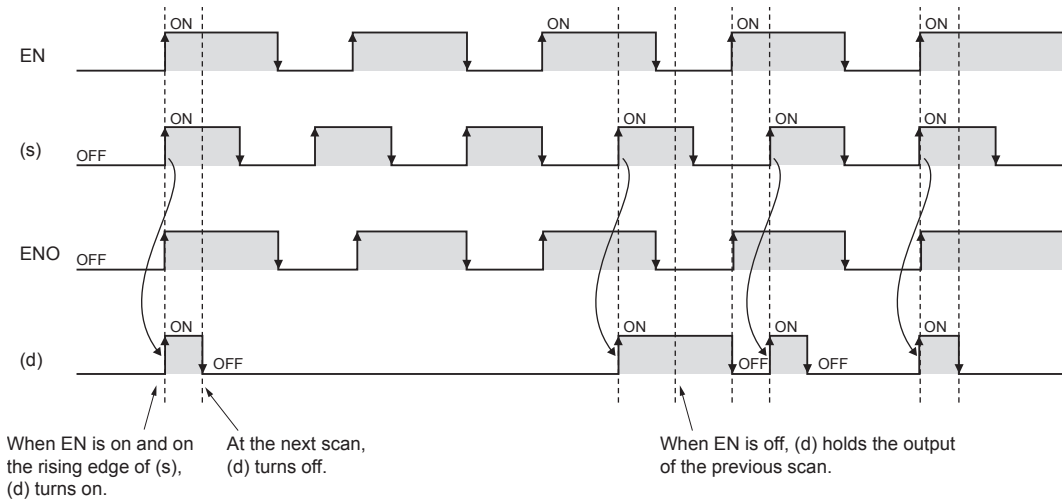 ON ON ON ON
EN
ON ON ON ON
(s) OFF
ENO OFF
ON ON ON ON
(d) OFF OFF OFF
When EN is on and on
the rising edge of (s),
(d) turns on.
At the next scan,
(d) turns off.
When EN is off, (d) holds the output
of the previous scan.